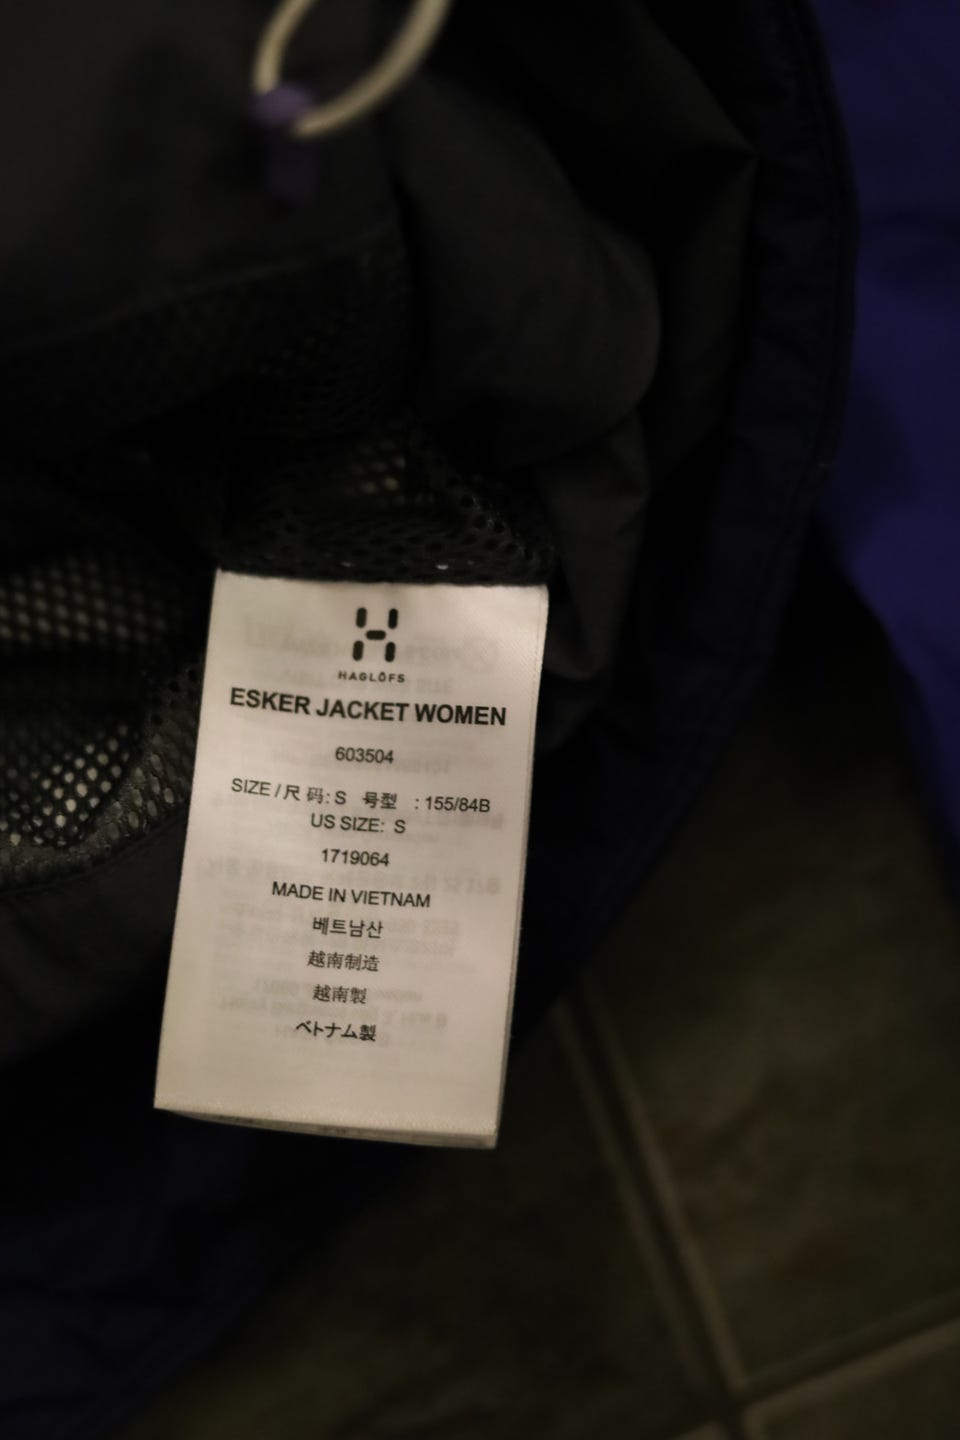 HAGLÖFS
ESKER JACKET WOMEN
603504
SIZE / 尺 码: S 号型 : 155/84B
US SIZE: S
1719064
MADE IN VIETNAM
베트남산
越南制造
越南製
ベトナム製